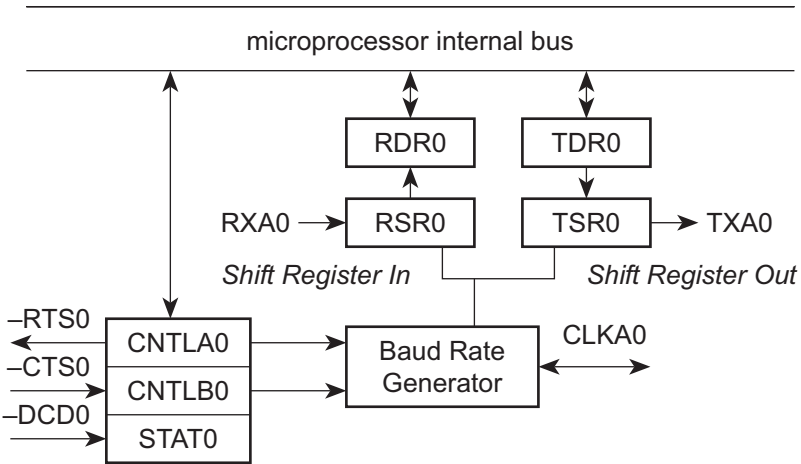 microprocessor internal bus
RDR0
TDR0
RXA0
RSR0
TSR0
TXA0
Shift Register In
Shift Register Out
–RTS0
CNTLA0
–CTS0
CNTLB0
–DCD0
STAT0
Baud Rate
Generator
CLKA0